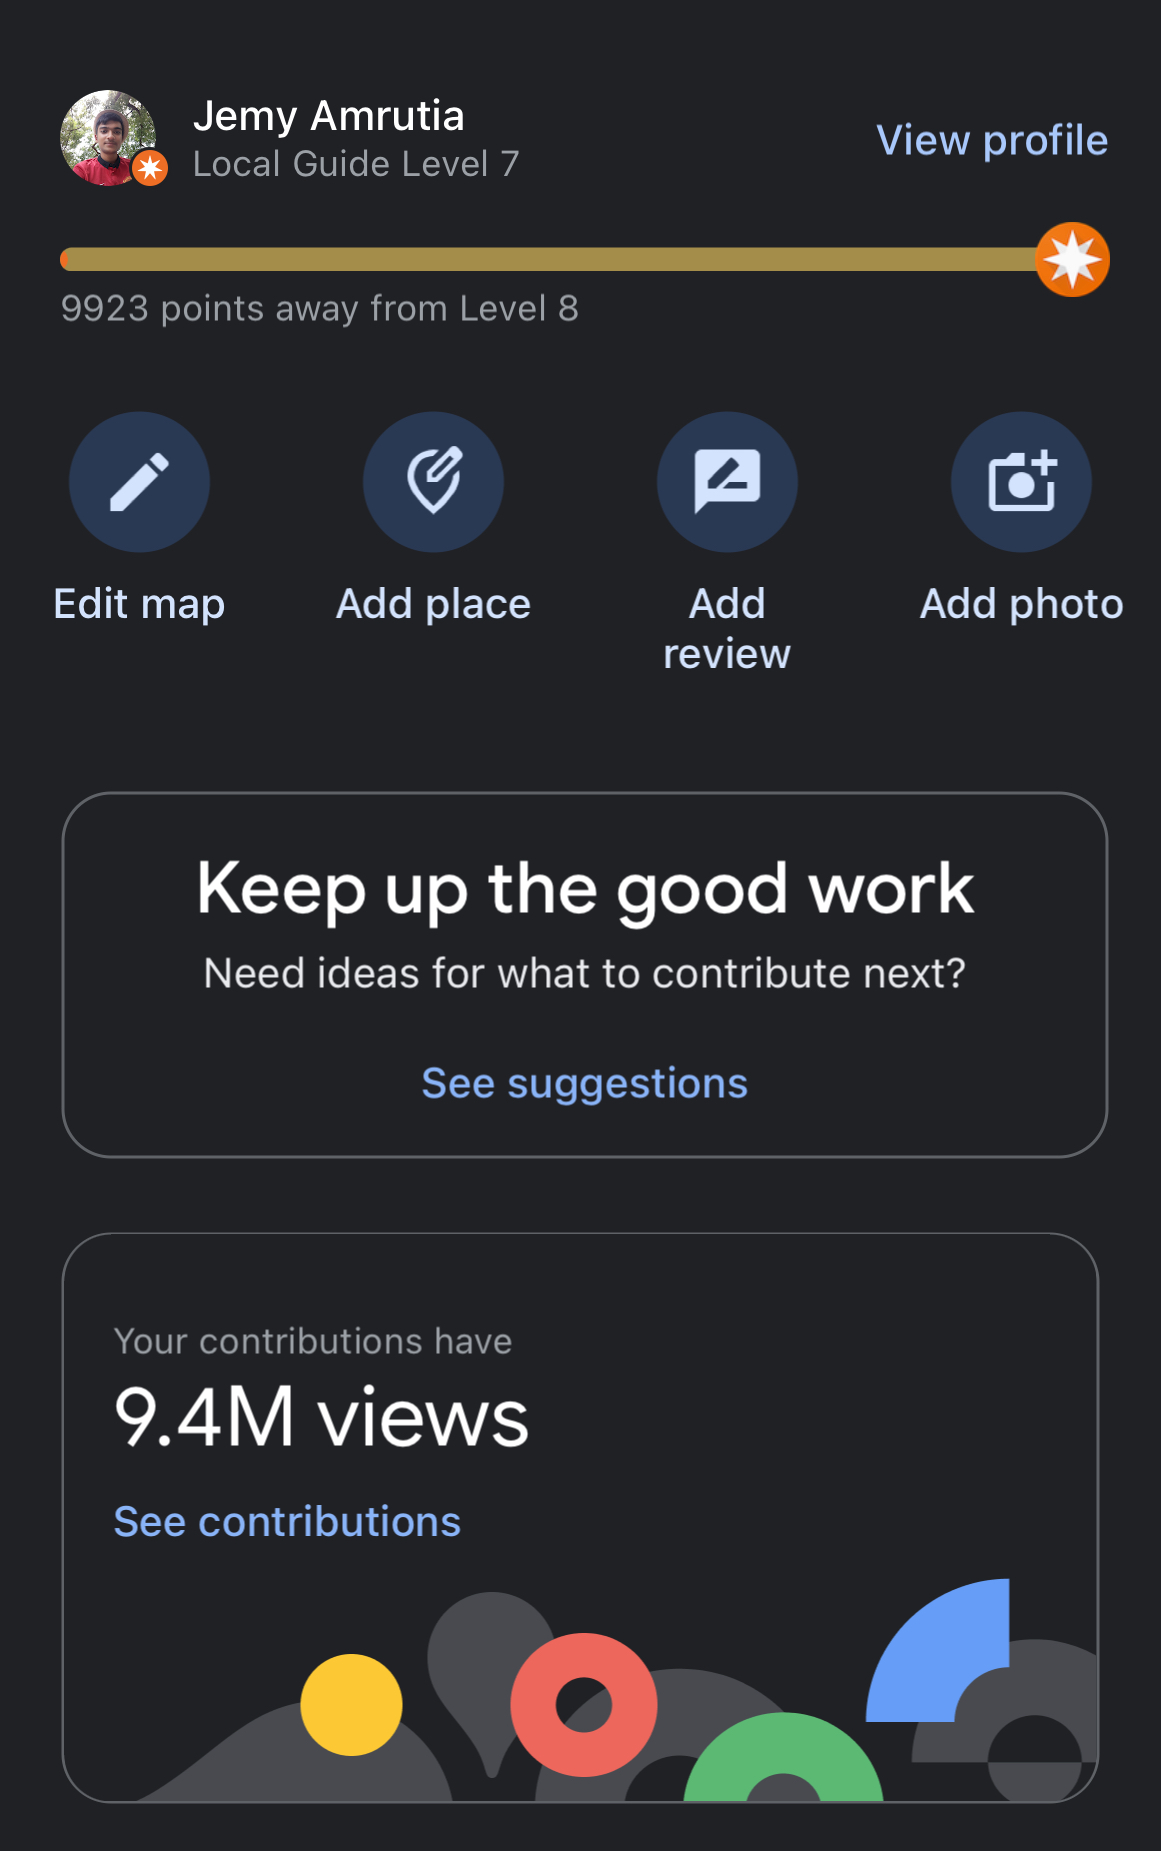 Jemy Amrutia
Local Guide Level 7
View profile
9923 points away from Level 8
Edit map
Add place
Add
review
Add photo
Keep up the good work
Need ideas for what to contribute next?
See suggestions
Your contributions have
9.4M views
See contributions